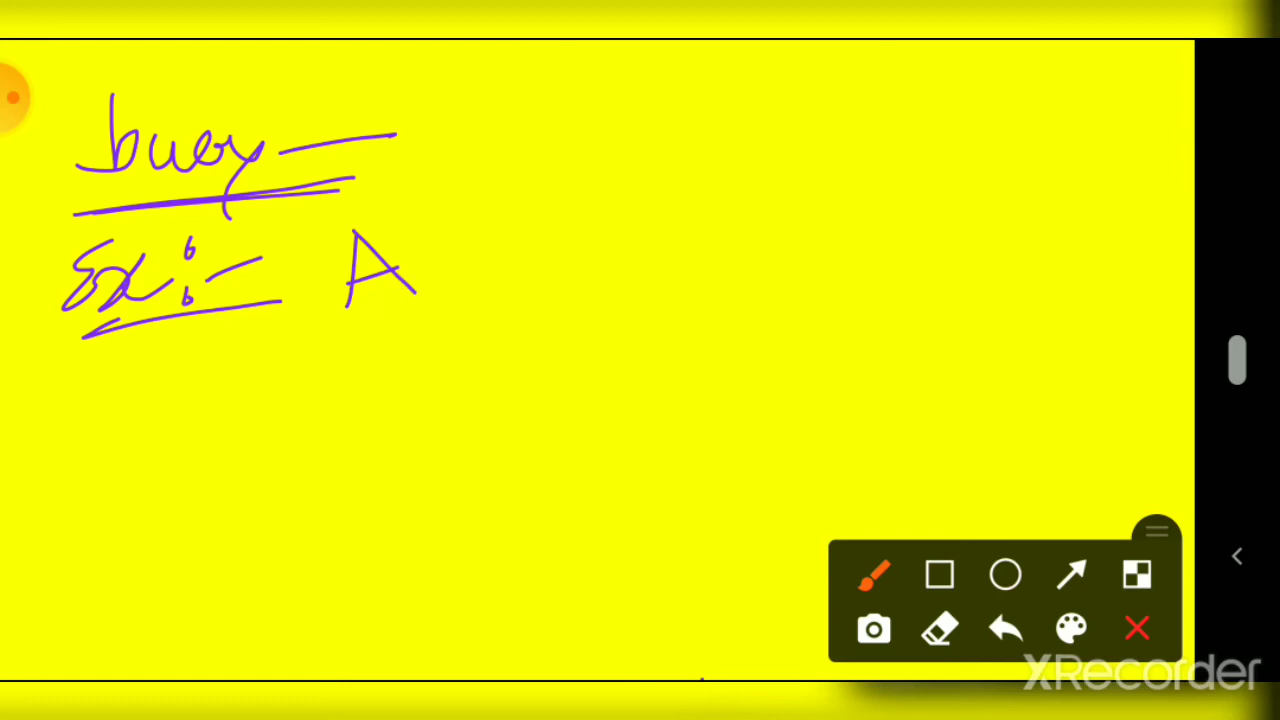 buoy —
Ex:- A
XRecorder